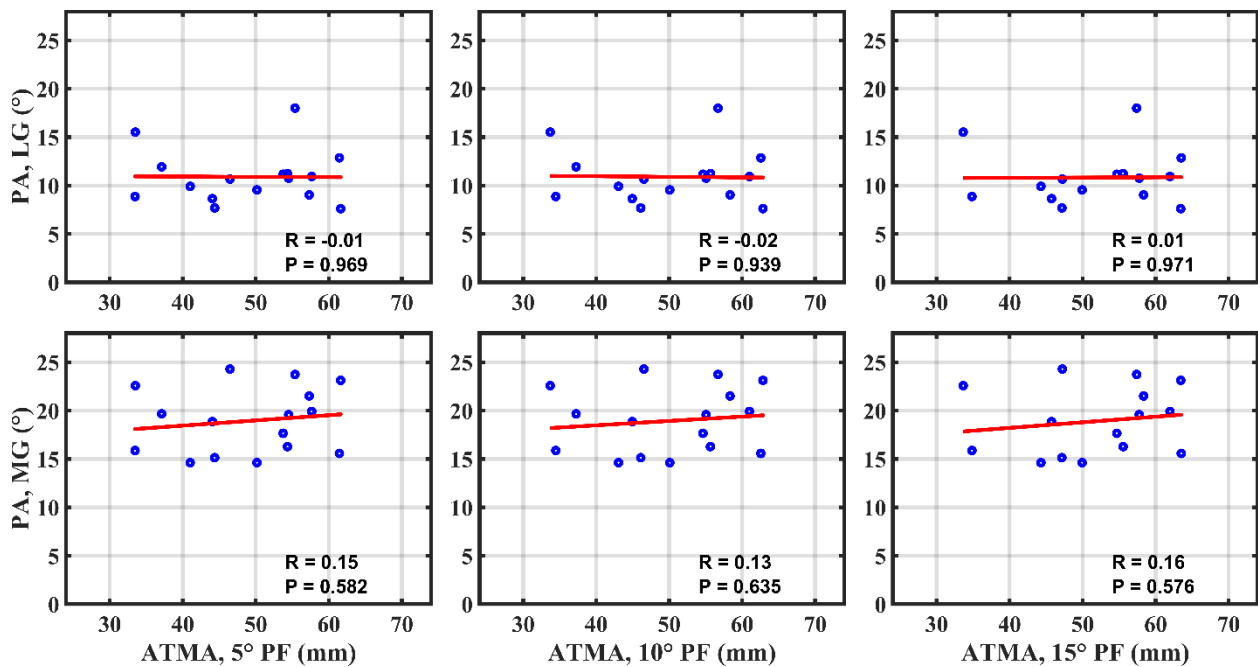 25
20
15
10
5
0
PA, LG (°)
30 40 50 60 70
R = -0.01
P = 0.969
25
20
15
10
5
0
30 40 50 60 70
R = -0.02
P = 0.939
25
20
15
10
5
0
30 40 50 60 70
R = 0.01
P = 0.971
25
20
15
10
5
0
PA, MG (°)
30 40 50 60 70
R = 0.15
P = 0.582
ATMA, 5° PF (mm)
25
20
15
10
5
0
30 40 50 60 70
R = 0.13
P = 0.635
ATMA, 10° PF (mm)
25
20
15
10
5
0
30 40 50 60 70
R = 0.16
P = 0.576
ATMA, 15° PF (mm)